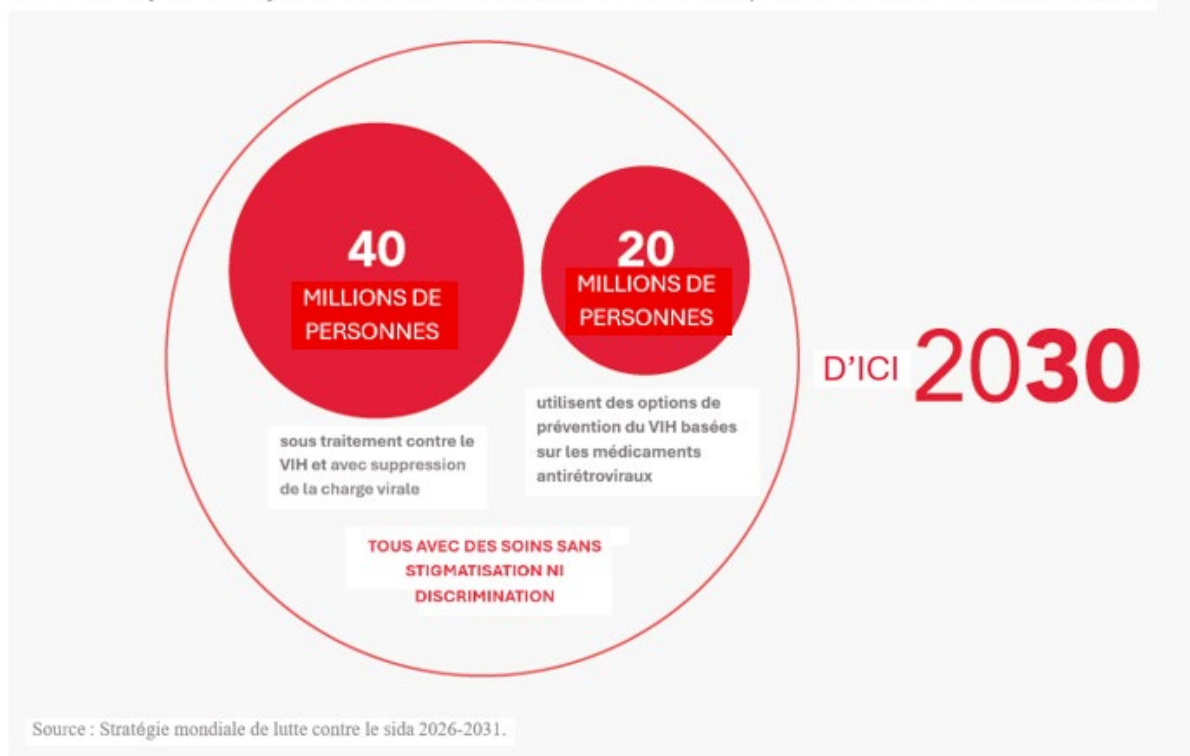 40
MILLIONS DE
PERSONNES
sous traitement contre le
VIH et avec suppression
de la charge virale
20
MILLIONS DE
PERSONNES
utilisent des options de
prévention du VIH basées
sur les médicaments
antirétroviraux
TOUS AVEC DES SOINS SANS
STIGMATISATION NI
DISCRIMINATION
D'ICI 2030
Source : Stratégie mondiale de lutte contre le sida 2026-2031.